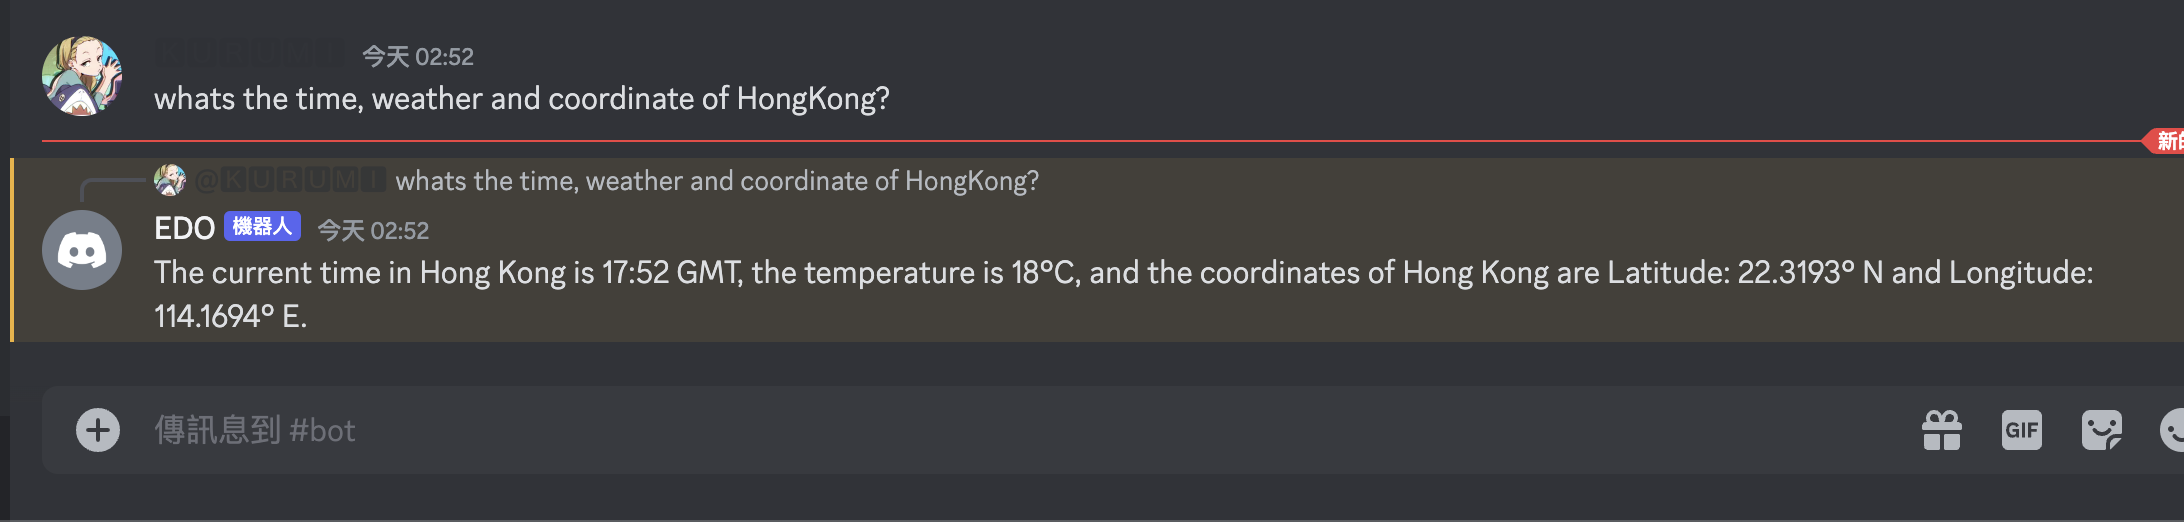 KURUMI 今天 02:52
whats the time, weather and coordinate of HongKong?
新的
@KURUMI whats the time, weather and coordinate of HongKong?
EDO 機器人 今天 02:52
The current time in Hong Kong is 17:52 GMT, the temperature is 18°C, and the coordinates of Hong Kong are Latitude: 22.3193° N and Longitude:
114.1694° E.
傳訊息到 #bot
GIF